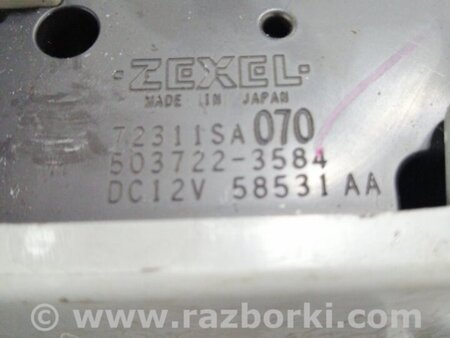 ZEXEL
MADE IN JAPAN
72311SA070
503722-3584
DC12V 58531AA
© www.razborki.com